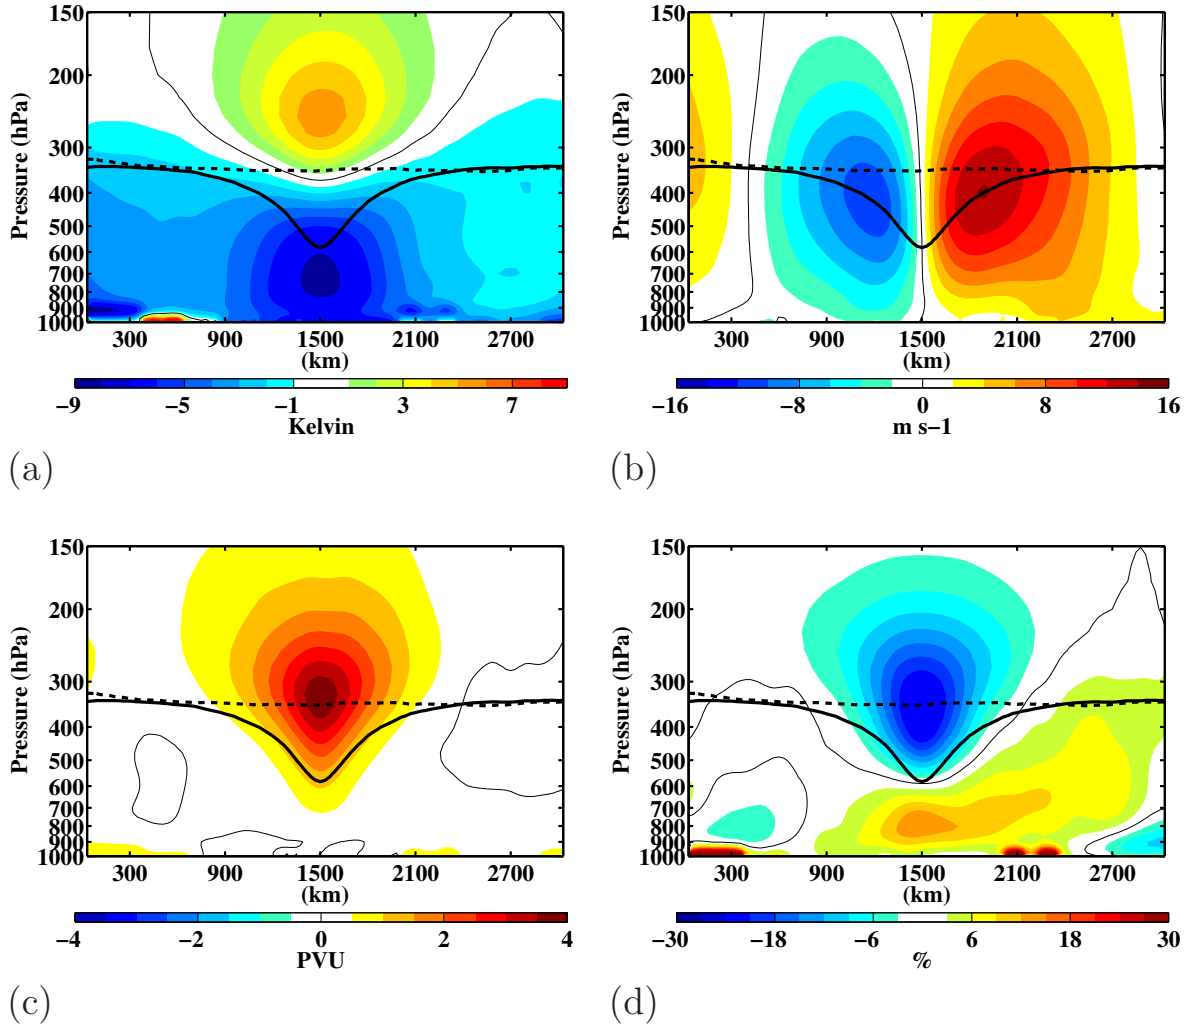 150 150
200 200
300 300
400 400
500 500
600 600
700 700
800 800
900 900
1000 1000
Pressure (hPa) Pressure (hPa)
300 900 1500 2100 2700 300 900 1500 2100 2700
(km) (km)
−9 −5 −1 3 7 −16 −8 0 8 16
Kelvin m s−1
(a) (b)
150 150
200 200
300 300
400 400
500 500
600 600
700 700
800 800
900 900
1000 1000
Pressure (hPa) Pressure (hPa)
300 900 1500 2100 2700 300 900 1500 2100 2700
(km) (km)
−4 −2 0 2 4 −30 −18 −6 6 18 30
PVU %
(c) (d)